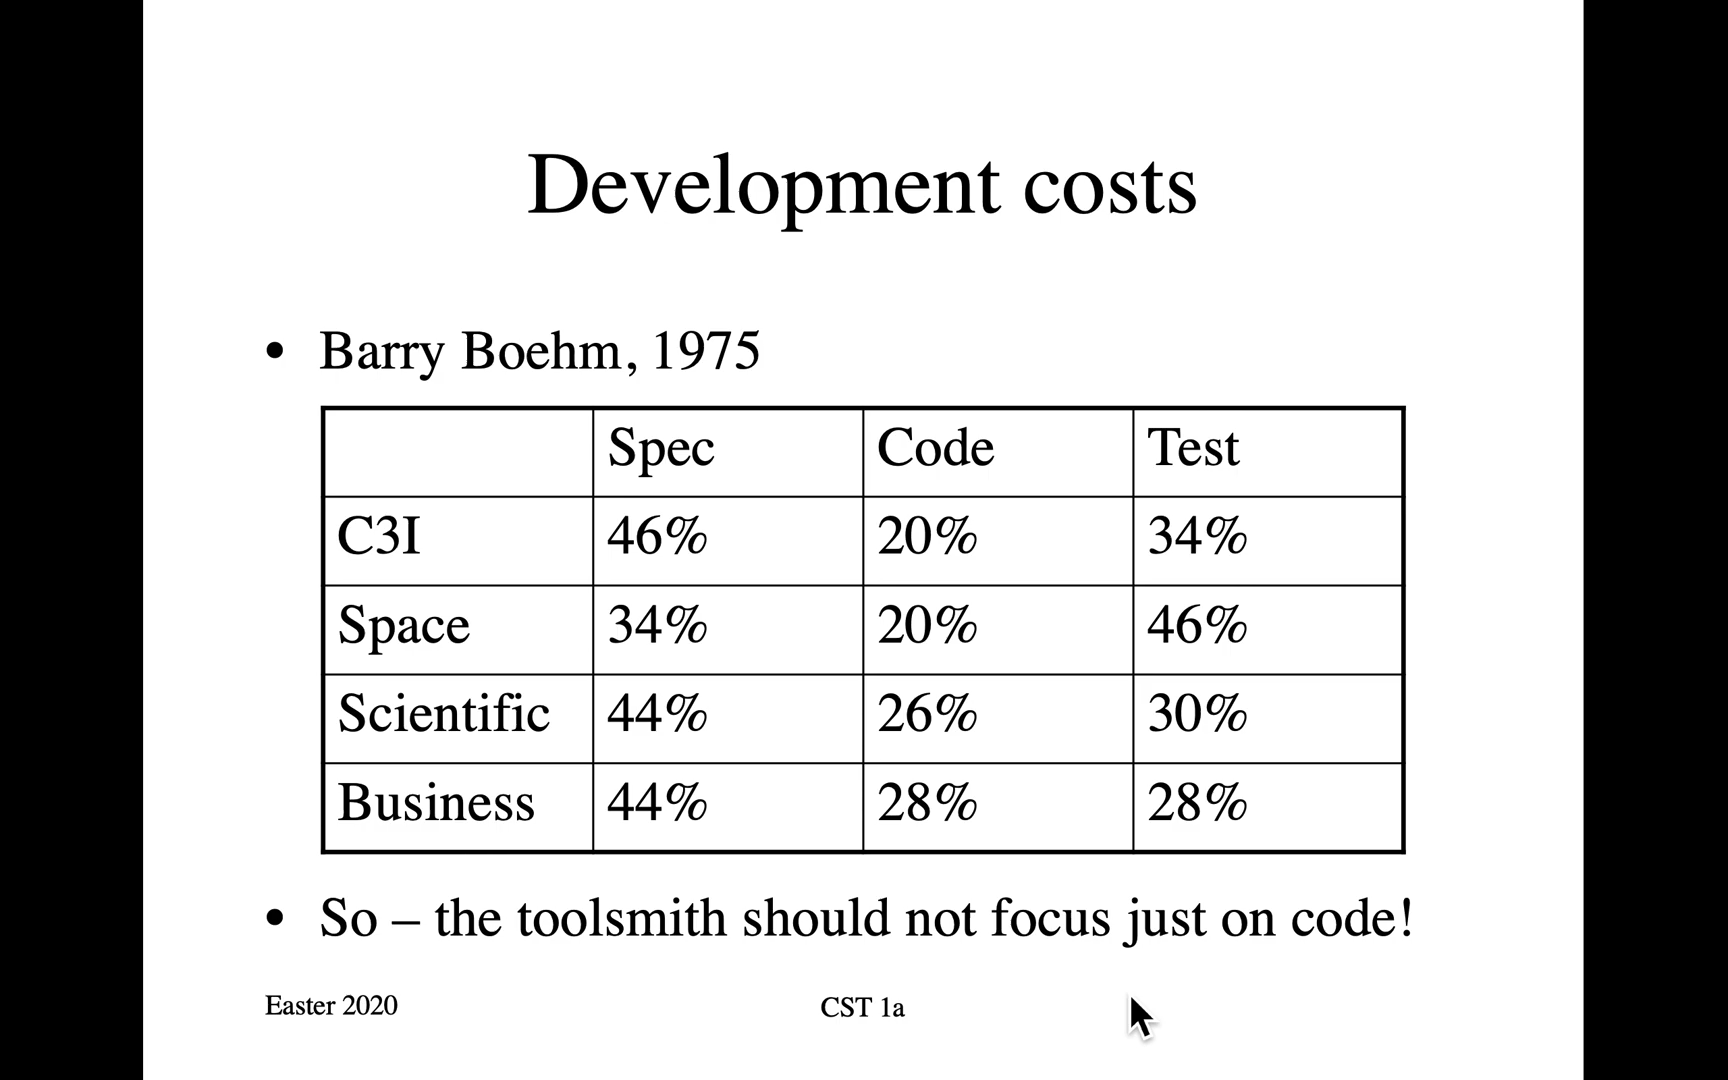 Development costs
• Barry Boehm, 1975
Spec Code Test
C3I 46% 20% 34%
Space 34% 20% 46%
Scientific 44% 26% 30%
Business 44% 28% 28%
• So – the toolsmith should not focus just on code!
Easter 2020 CST 1a